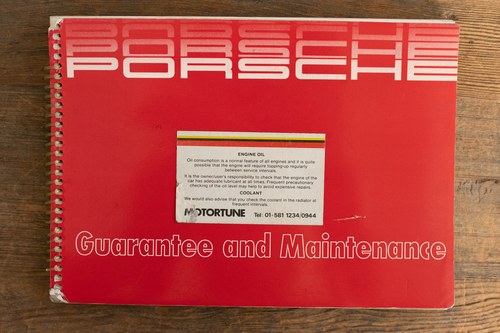 PORSCHE
PORSCHE
PORSCHE
ENGINE OIL
Oil consumption is a normal feature of all engines and it is quite
possible that the engine will require topping-up regularly
between service intervals.
It is the owner/user's responsibility to check that the engine of the
car has adequate lubricant at all times. Frequent precautionary
checking of the oil level may help to avoid expensive repairs.
COOLANT
We would also advise that you check the coolant in the radiator at
frequent intervals.
MOTORTUNE Tel: 01-581 1234/0944
Guarantee and Maintenance